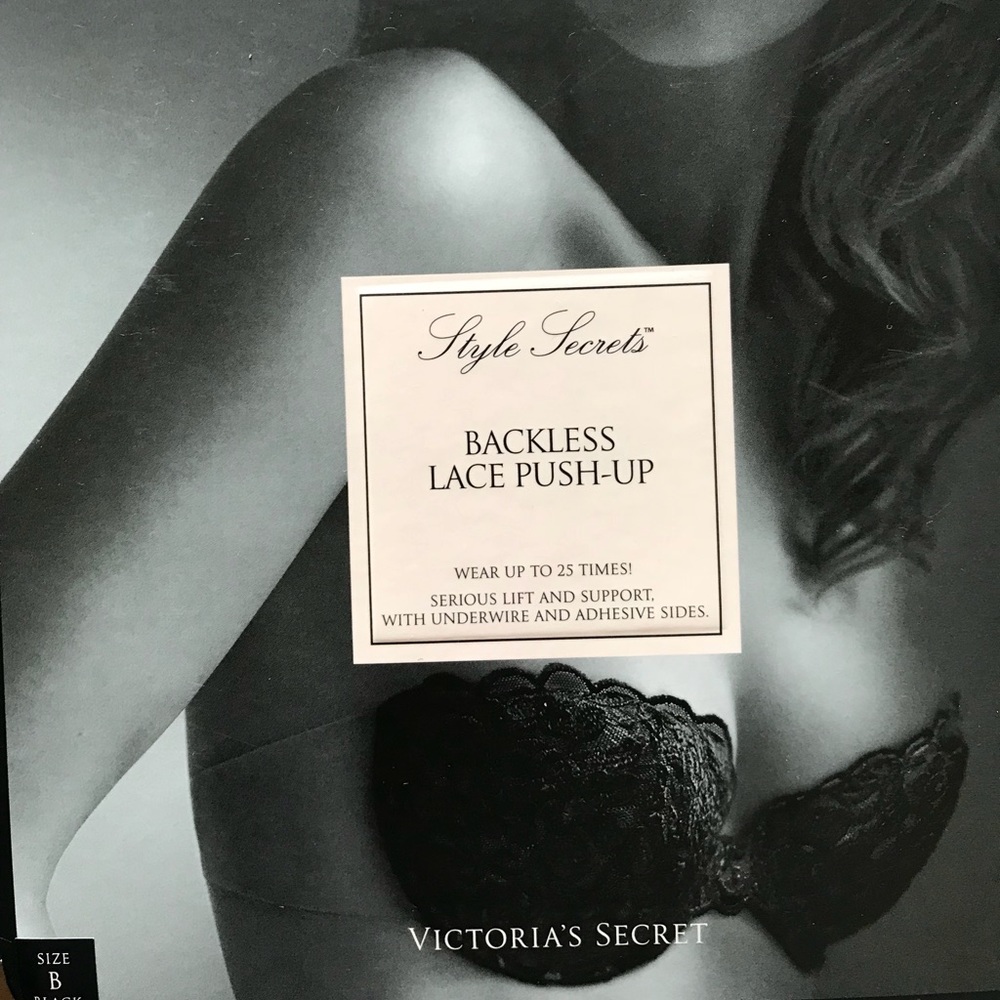 Style Secrets™
BACKLESS
LACE PUSH-UP
WEAR UP TO 25 TIMES!
SERIOUS LIFT AND SUPPORT,
WITH UNDERWIRE AND ADHESIVE SIDES.
VICTORIA'S SECRET
SIZE
B
BLACK